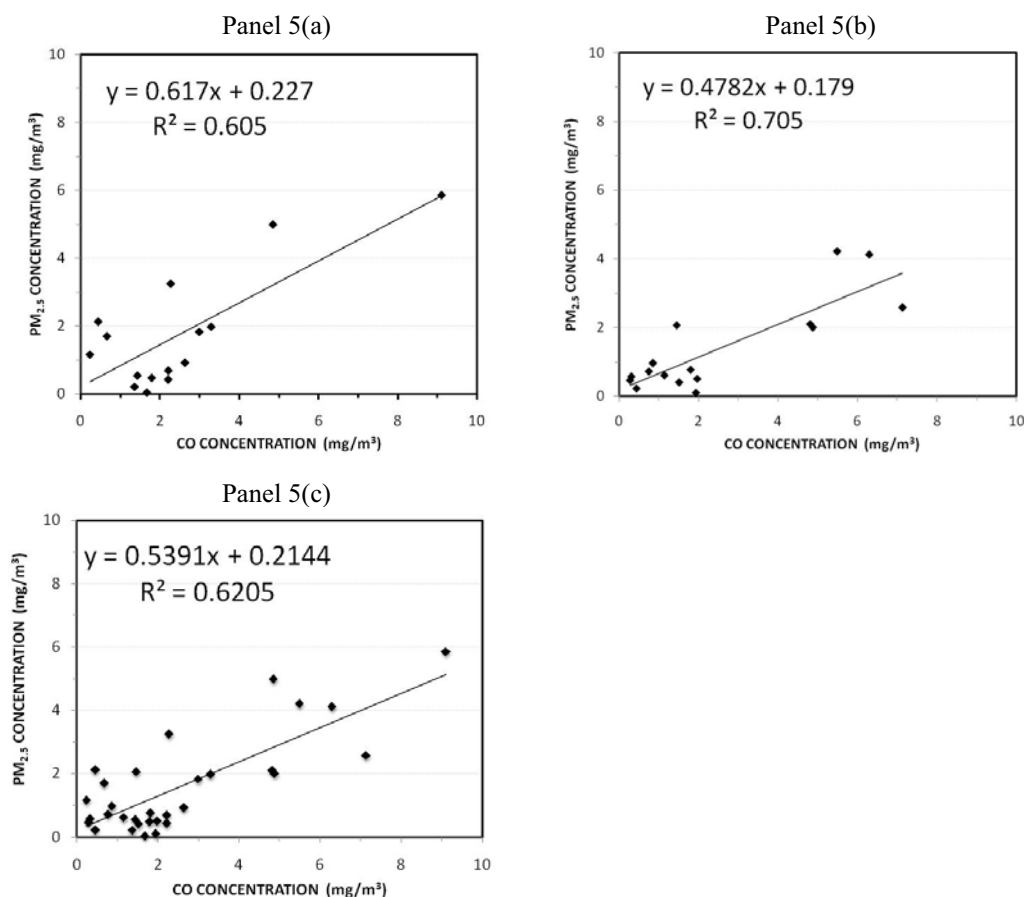 Panel 5(a)
10
8
6
4
2
0
y = 0.617x + 0.227
R² = 0.605
PM₂.₅ CONCENTRATION (mg/m³)
0 2 4 6 8 10
CO CONCENTRATION (mg/m³)
Panel 5(b)
10
8
6
4
2
0
y = 0.4782x + 0.179
R² = 0.705
PM₂.₅ CONCENTRATION (mg/m³)
0 2 4 6 8 10
CO CONCENTRATION (mg/m³)
Panel 5(c)
10
8
6
4
2
0
y = 0.5391x + 0.2144
R² = 0.6205
PM₂.₅ CONCENTRATION (mg/m³)
0 2 4 6 8 10
CO CONCENTRATION (mg/m³)